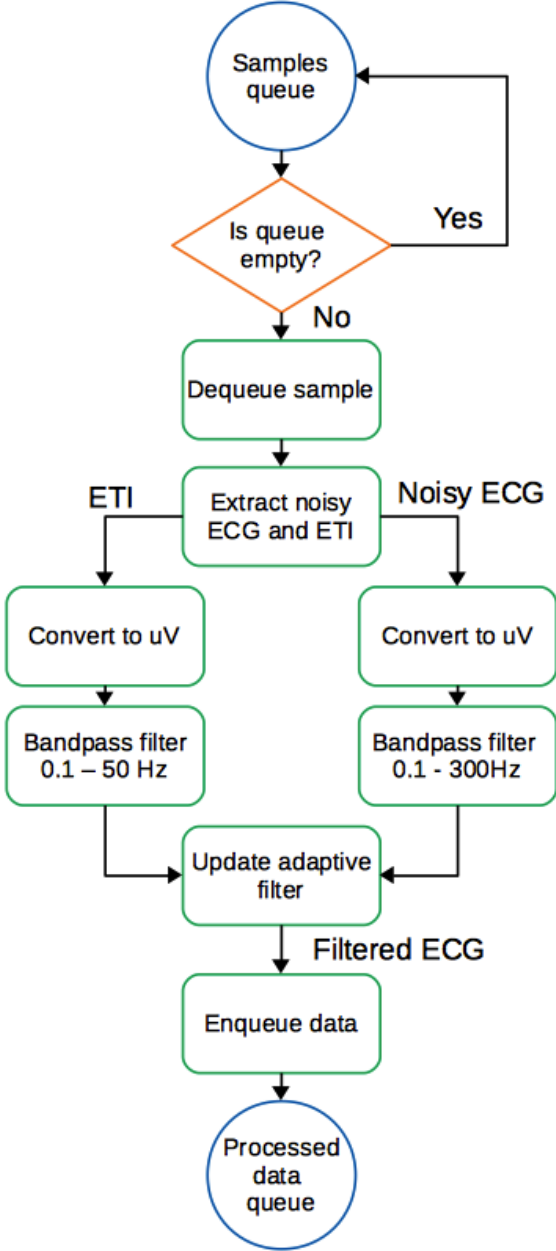 Samples
queue
Yes
Is queue
empty?
No
Dequeue sample
ETI
Noisy ECG
Extract noisy
ECG and ETI
Convert to uV
Convert to uV
Bandpass filter
0.1 – 50 Hz
Bandpass filter
0.1 - 300Hz
Update adaptive
filter
Filtered ECG
Enqueue data
Processed
data
queue